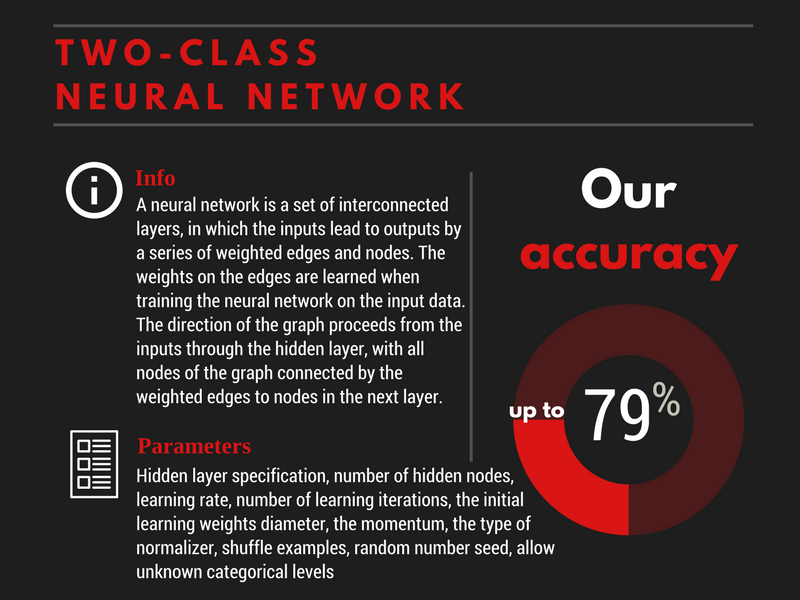 TWO-CLASS
NEURAL NETWORK
Info
A neural network is a set of interconnected
layers, in which the inputs lead to outputs by
a series of weighted edges and nodes. The
weights on the edges are learned when
training the neural network on the input data.
The direction of the graph proceeds from the
inputs through the hidden layer, with all
nodes of the graph connected by the
weighted edges to nodes in the next layer.
Parameters
Hidden layer specification, number of hidden nodes,
learning rate, number of learning iterations, the initial
learning weights diameter, the momentum, the type of
normalizer, shuffle examples, random number seed, allow
unknown categorical levels
Our
accuracy
up to 79%